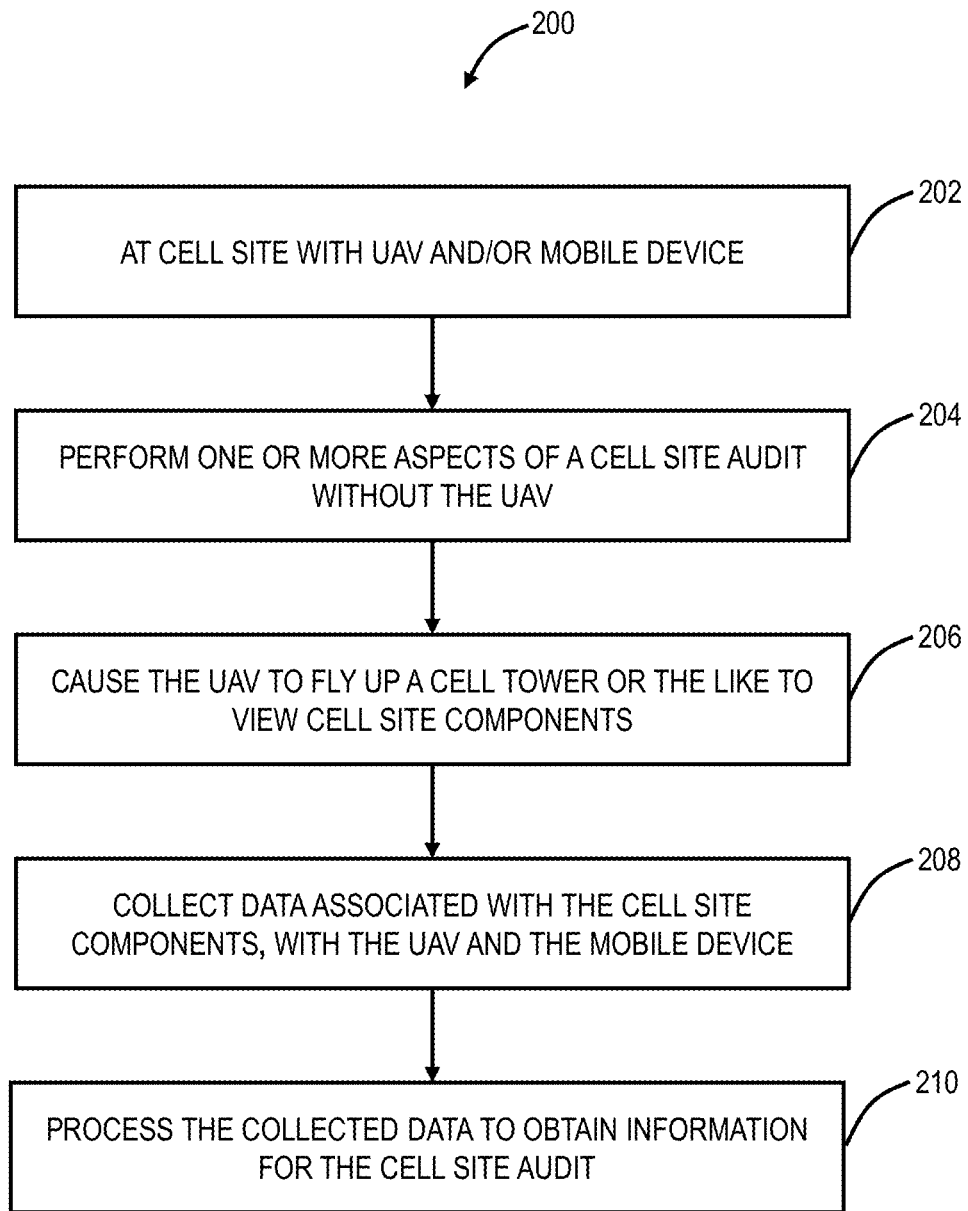 200
202
AT CELL SITE WITH UAV AND/OR MOBILE DEVICE
204
PERFORM ONE OR MORE ASPECTS OF A CELL SITE AUDIT
WITHOUT THE UAV
206
CAUSE THE UAV TO FLY UP A CELL TOWER OR THE LIKE TO
VIEW CELL SITE COMPONENTS
208
COLLECT DATA ASSOCIATED WITH THE CELL SITE
COMPONENTS, WITH THE UAV AND THE MOBILE DEVICE
210
PROCESS THE COLLECTED DATA TO OBTAIN INFORMATION
FOR THE CELL SITE AUDIT